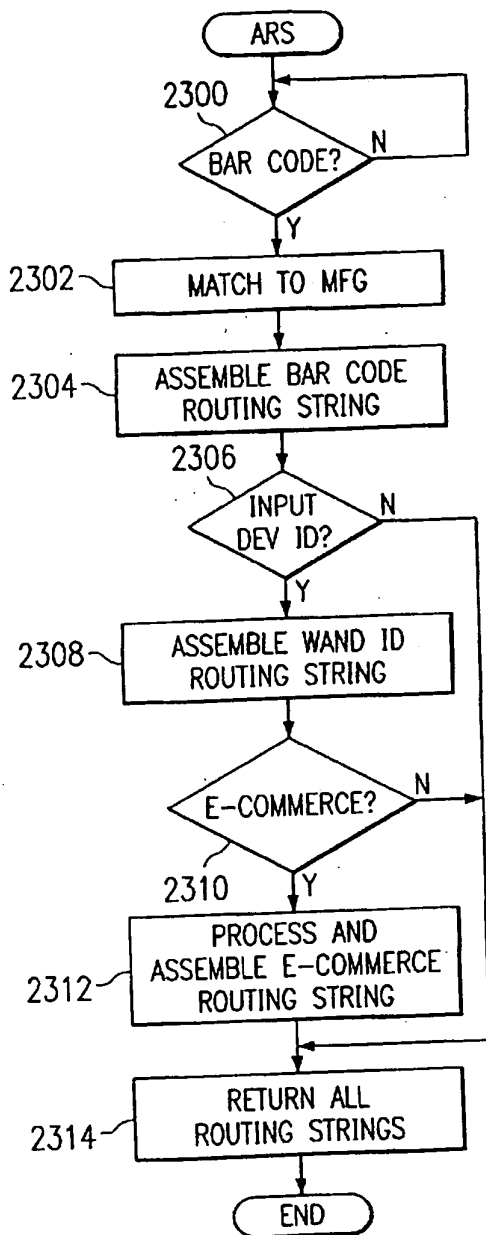 ARS
2300
BAR CODE?
N
Y
2302
MATCH TO MFG
2304
ASSEMBLE BAR CODE
ROUTING STRING
2306
INPUT
DEV ID?
N
Y
2308
ASSEMBLE WAND ID
ROUTING STRING
E-COMMERCE?
N
2310
Y
2312
PROCESS AND
ASSEMBLE E-COMMERCE
ROUTING STRING
2314
RETURN ALL
ROUTING STRINGS
END